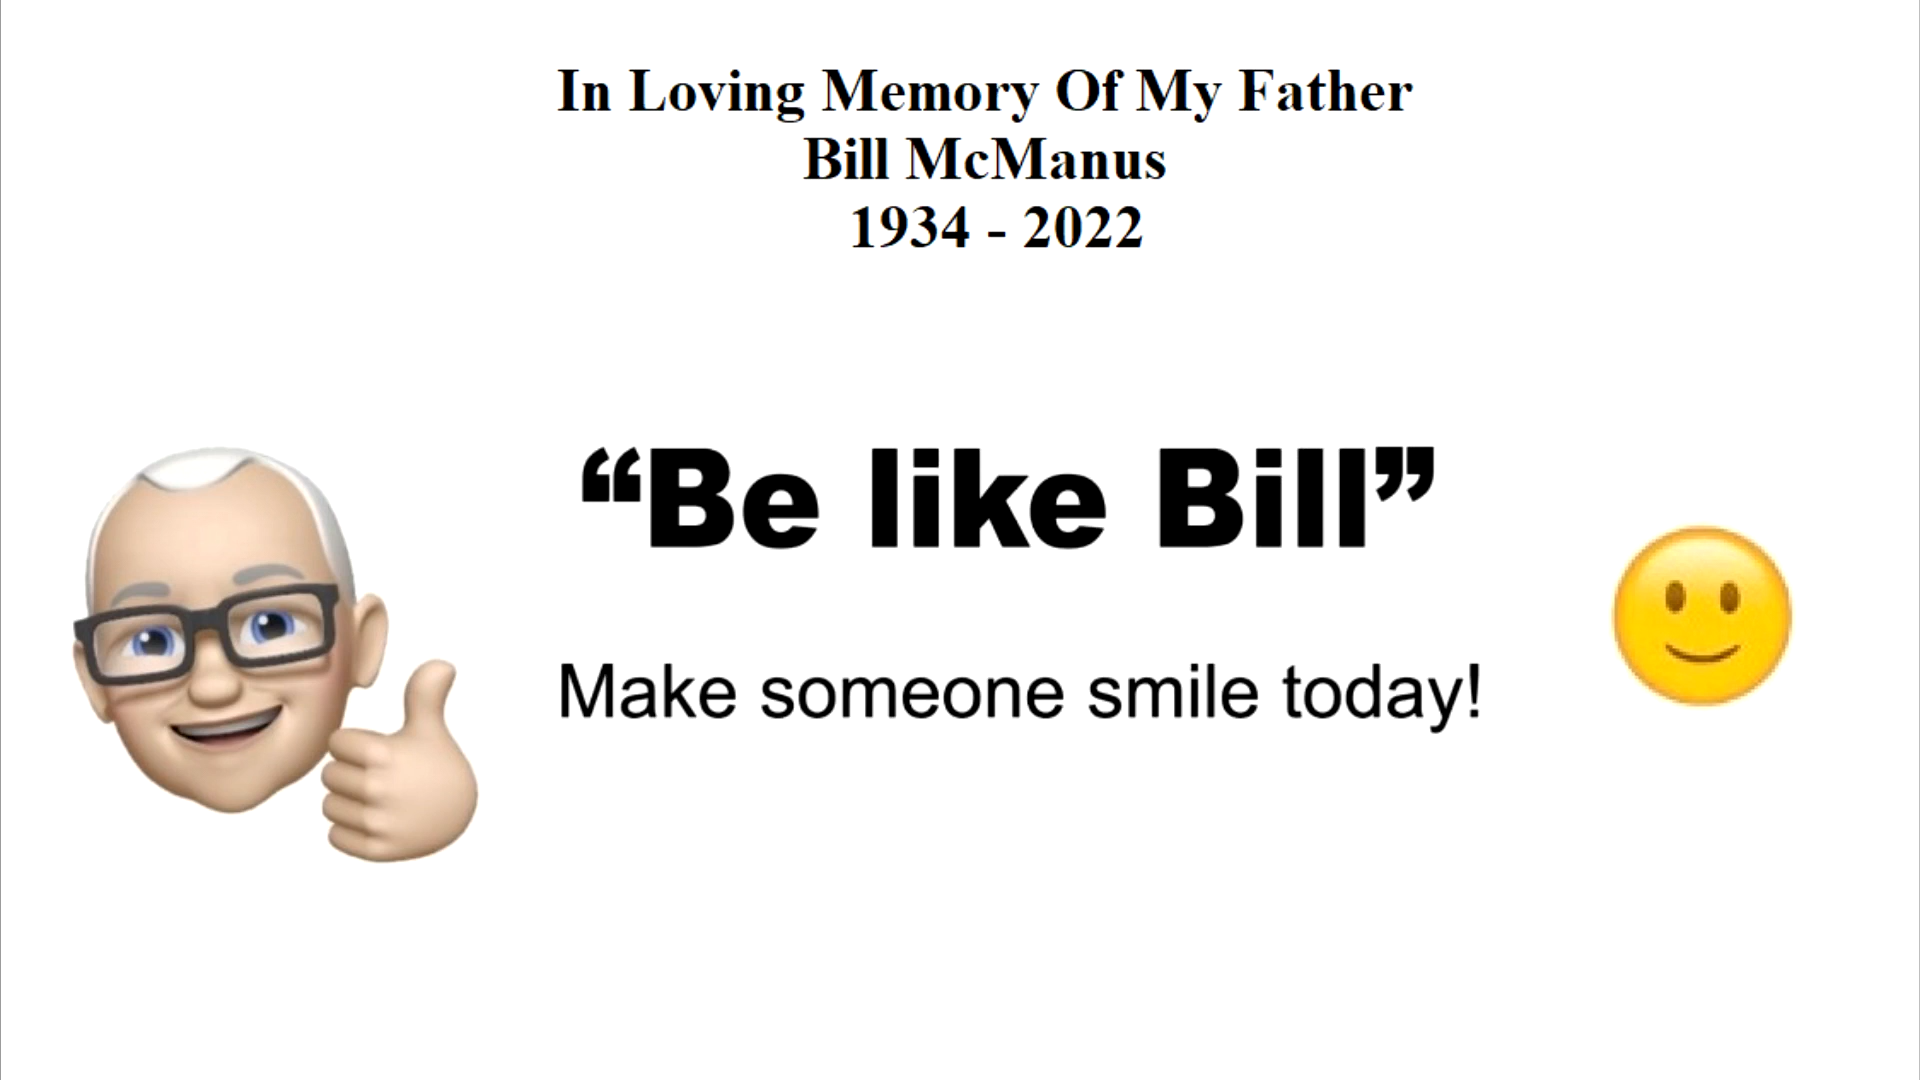 In Loving Memory Of My Father
Bill McManus
1934 - 2022
“Be like Bill”
Make someone smile today!